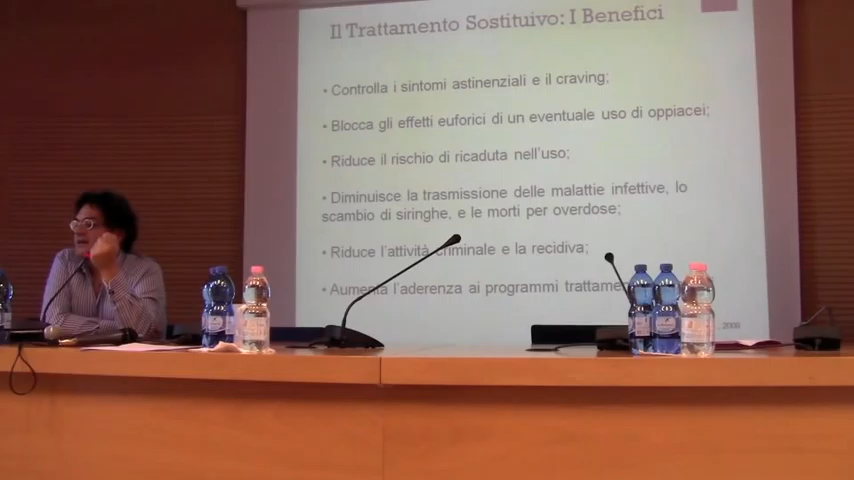 Il Trattamento Sostituivo: I Benefici
• Controlla i sintomi astinenziali e il craving;
• Blocca gli effetti euforici di un eventuale uso di oppiacei;
• Riduce il rischio di ricaduta nell'uso;
• Diminuisce la trasmissione delle malattie infettive, lo
scambio di siringhe, e le morti per overdose;
• Riduce l'attività criminale e la recidiva;
• Aumenta l'aderenza ai programmi
2008